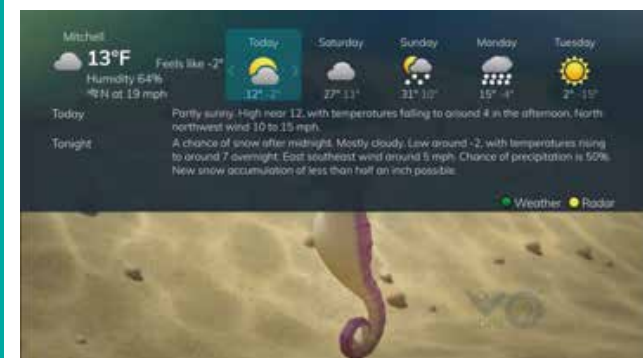 Mitchell
13°F
Feels like -2°
Humidity 64%
N at 19 mph
Today
12° -2°
Saturday
27° 11°
Sunday
31° 10°
Monday
15° -4°
Tuesday
2° -15°
Today
Partly sunny. High near 12, with temperatures falling to around 4 in the afternoon. North
northwest wind 10 to 15 mph.
Tonight
A chance of snow after midnight. Mostly cloudy. Low around -2, with temperatures rising
to around 7 overnight. East southeast wind around 5 mph. Chance of precipitation is 50%.
New snow accumulation of less than half an inch possible.
Weather
Radar